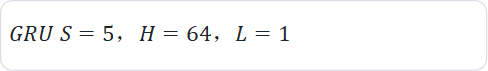 GRU S = 5，H = 64，L = 1